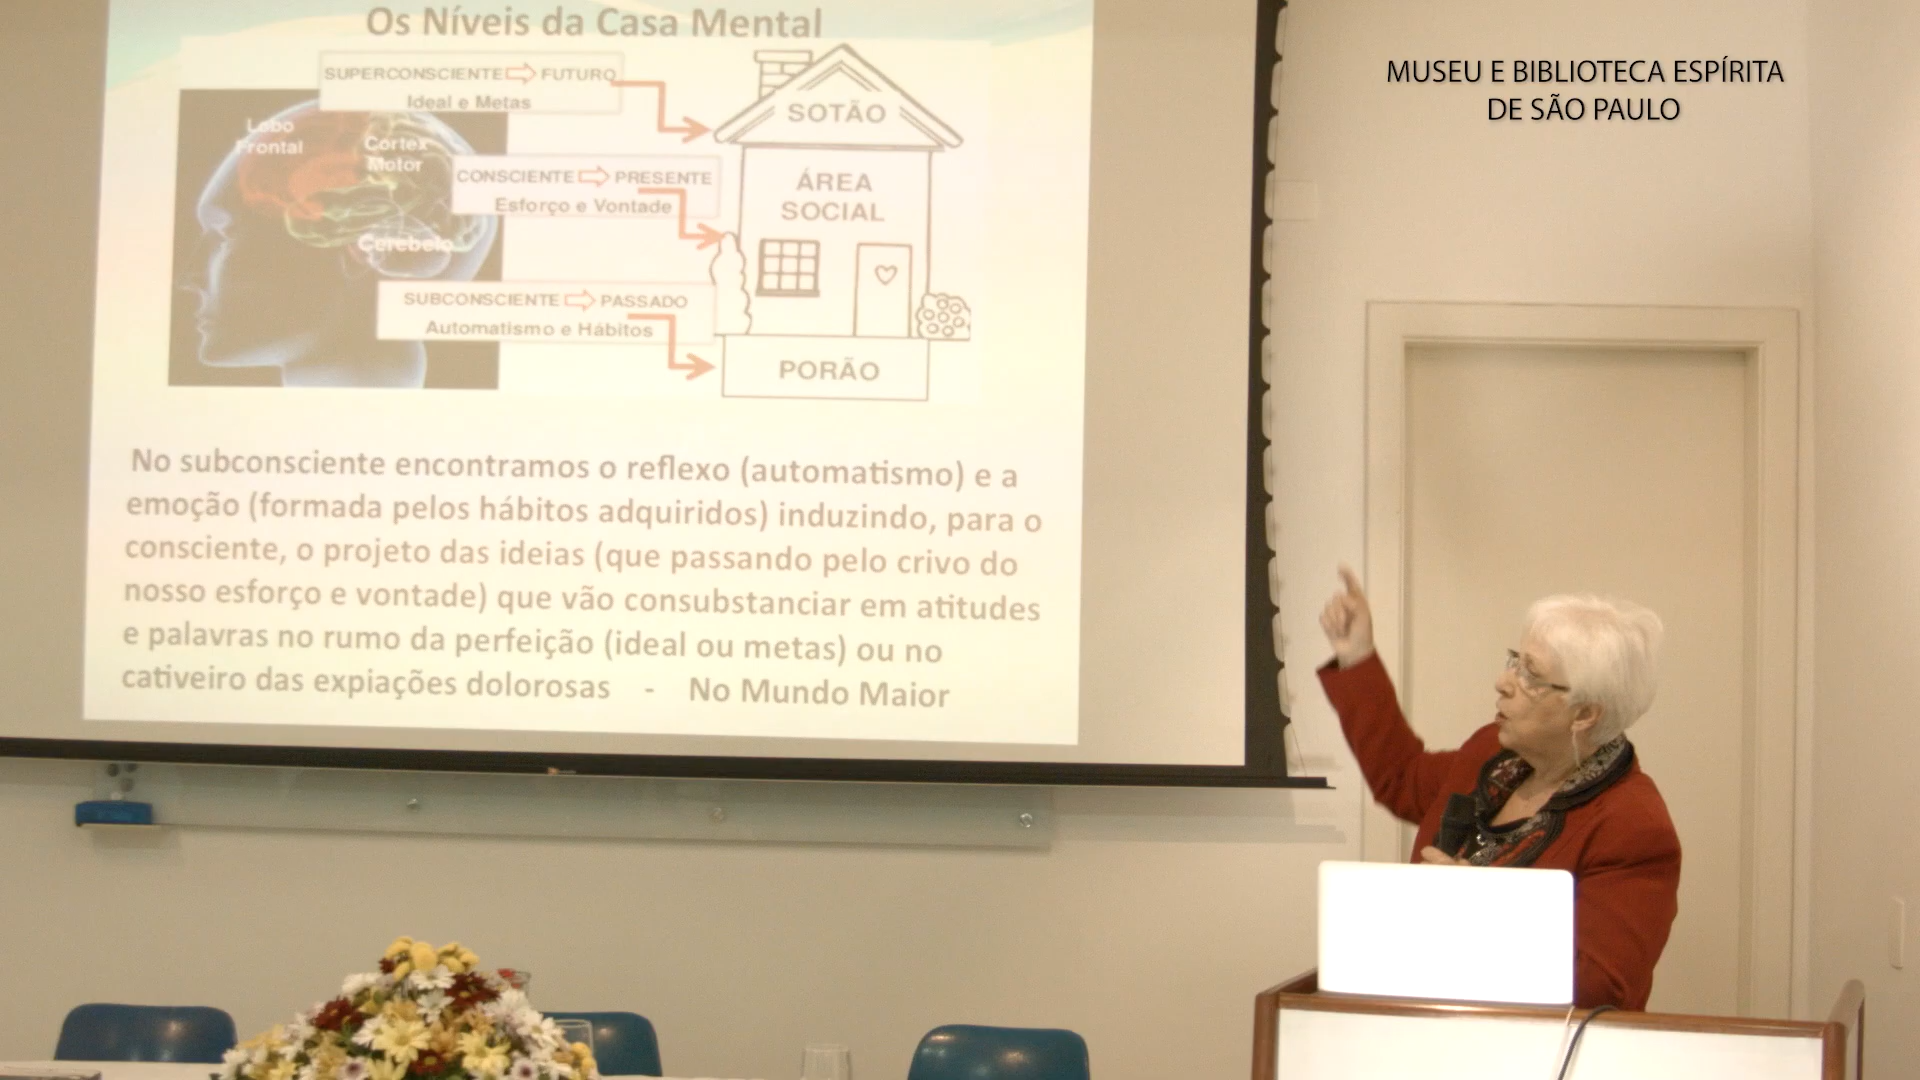 Os Níveis da Casa Mental
SUPERCONSCIENTE ⇨ FUTURO
Ideal e Metas
Lobo
Frontal
Córtex
Motor
Cerebelo
CONSCIENTE ⇨ PRESENTE
Esforço e Vontade
SUBCONSCIENTE ⇨ PASSADO
Automatismo e Hábitos
SOTÃO
ÁREA
SOCIAL
PORÃO
No subconsciente encontramos o reflexo (automatismo) e a
emoção (formada pelos hábitos adquiridos) induzindo, para o
consciente, o projeto das ideias (que passando pelo crivo do
nosso esforço e vontade) que vão consubstanciar em atitudes
e palavras no rumo da perfeição (ideal ou metas) ou no
cativeiro das expiações dolorosas - No Mundo Maior
MUSEU E BIBLIOTECA ESPÍRITA
DE SÃO PAULO